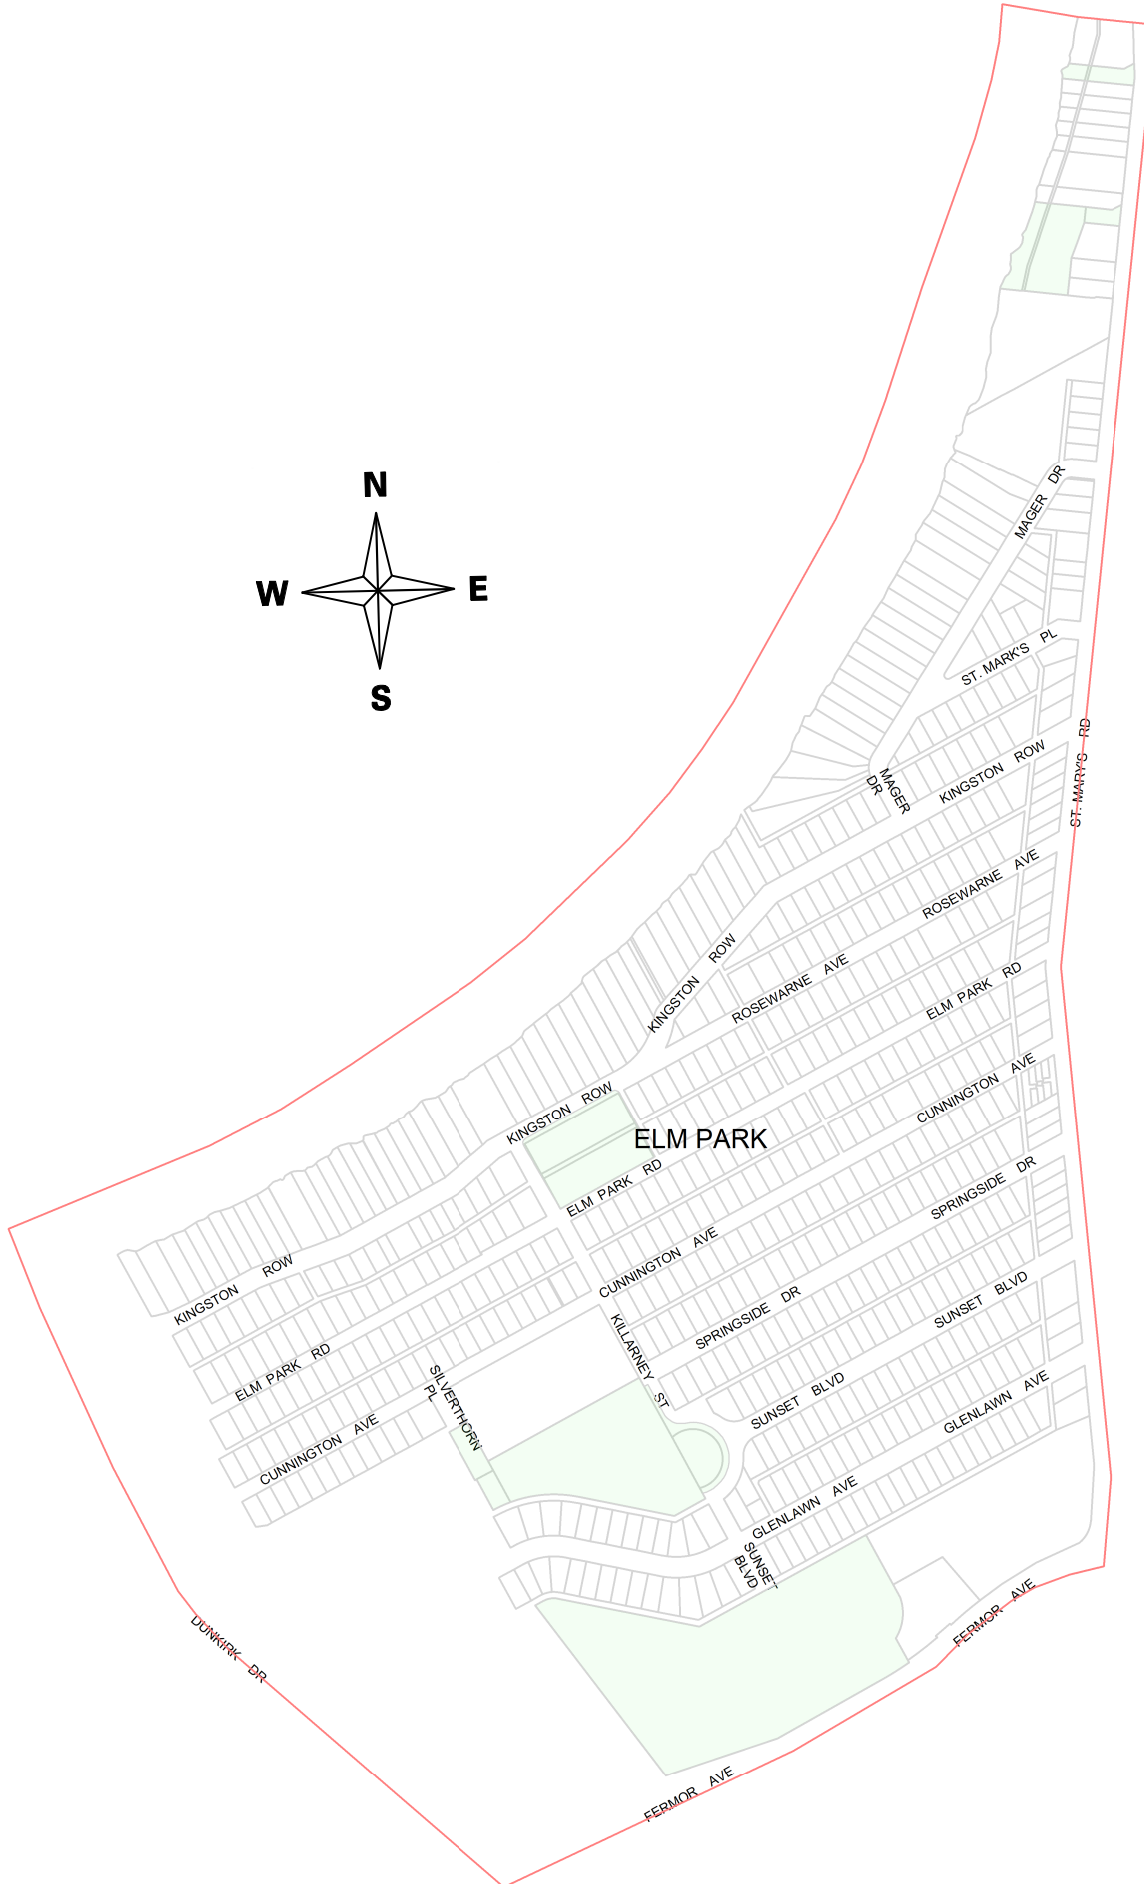 MAGER DR
N
W
E
ST. MARK'S PL
S
ST. MARY'S RD
KINGSTON ROW
MAGER
DR
ROSEWARNE AVE
KINGSTON ROW
ROSEWARNE AVE
ELM PARK RD
CUNNINGTON AVE
KINGSTON ROW
ELM PARK
ELM PARK RD
SPRINGSIDE DR
CUNNINGTON AVE
KINGSTON ROW
SUNSET BLVD
SPRINGSIDE DR
KILLARNEY ST
ELM PARK RD
SILVERTHORN
PL
SUNSET BLVD
GLENLAWN AVE
CUNNINGTON AVE
GLENLAWN AVE
SUNSET
BLVD
FERMOR AVE
DUNKIRK DR
FERMOR AVE